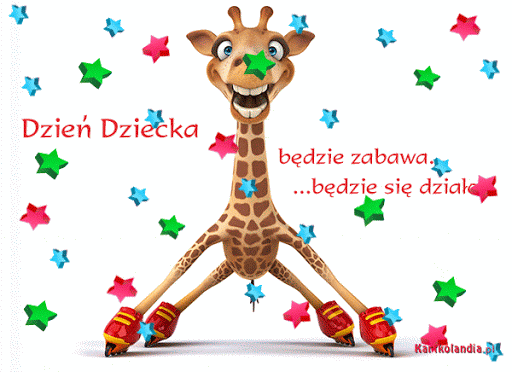 Dzień Dziecka
będzie zabawa..
...będzie się
Kartkolandia.pl